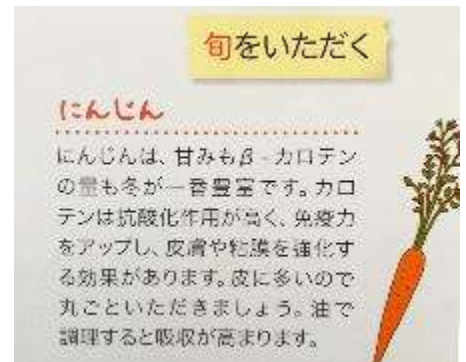 旬をいただく
にんじん
にんじんは、甘みもβ-カロテン
の量も冬が一番豊富です。カロ
テンは抗酸化作用が高く、免疫力
をアップし、皮膚や粘膜を強化す
る効果があります。皮に多いので
丸ごといただきましょう。油で
調理すると吸収が高まります。